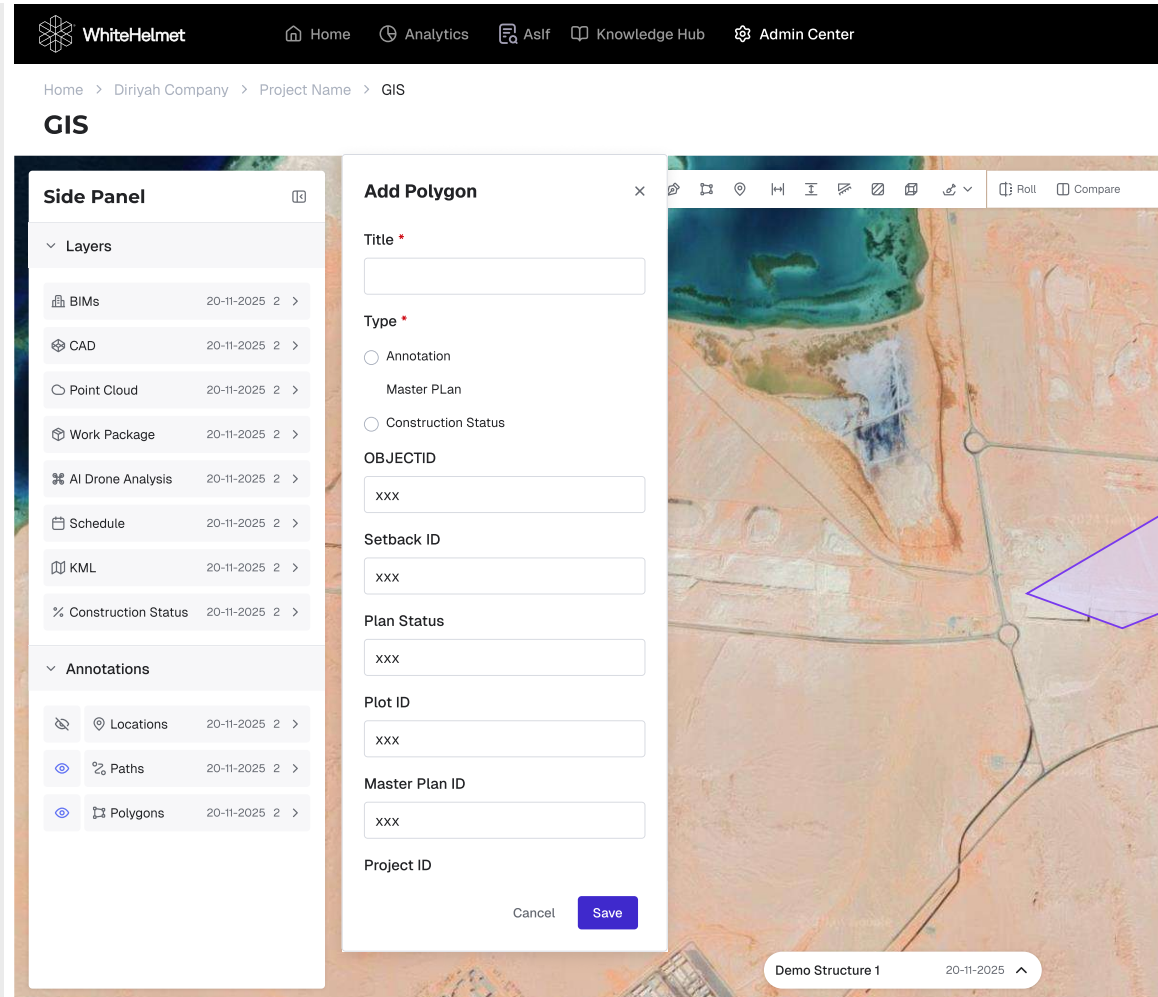 WhiteHelmet
Home
Analytics
AsIf
Knowledge Hub
Admin Center
Home > Diriyah Company > Project Name > GIS
GIS
Side Panel
Layers
BIMs 20-11-2025 2
CAD 20-11-2025 2
Point Cloud 20-11-2025 2
Work Package 20-11-2025 2
AI Drone Analysis 20-11-2025 2
Schedule 20-11-2025 2
KML 20-11-2025 2
Construction Status 20-11-2025 2
Annotations
Locations 20-11-2025 2
Paths 20-11-2025 2
Polygons 20-11-2025 2
Add Polygon
Title *
Type *
Annotation
Master PLan
Construction Status
OBJECTID
xxx
Setback ID
xxx
Plan Status
xxx
Plot ID
xxx
Master Plan ID
xxx
Project ID
Cancel
Save
Roll
Compare
Demo Structure 1 20-11-2025